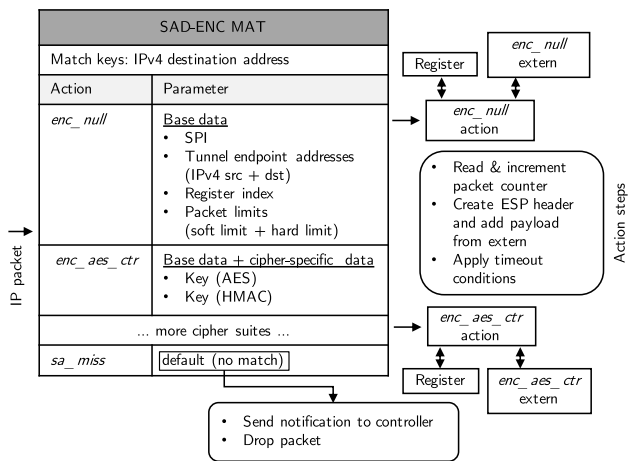 SAD-ENC MAT
Match keys: IPv4 destination address
Action
Parameter
enc_null
Base data
• SPI
• Tunnel endpoint addresses
(IPv4 src + dst)
• Register index
• Packet limits
(soft limit + hard limit)
enc_aes_ctr
Base data + cipher-specific data
• Key (AES)
• Key (HMAC)
... more cipher suites ...
sa_miss
default (no match)
IP packet
Register
enc_null
extern
enc_null
action
• Read & increment
packet counter
• Create ESP header
and add payload
from extern
• Apply timeout
conditions
Action steps
enc_aes_ctr
action
Register
enc_aes_ctr
extern
• Send notification to controller
• Drop packet